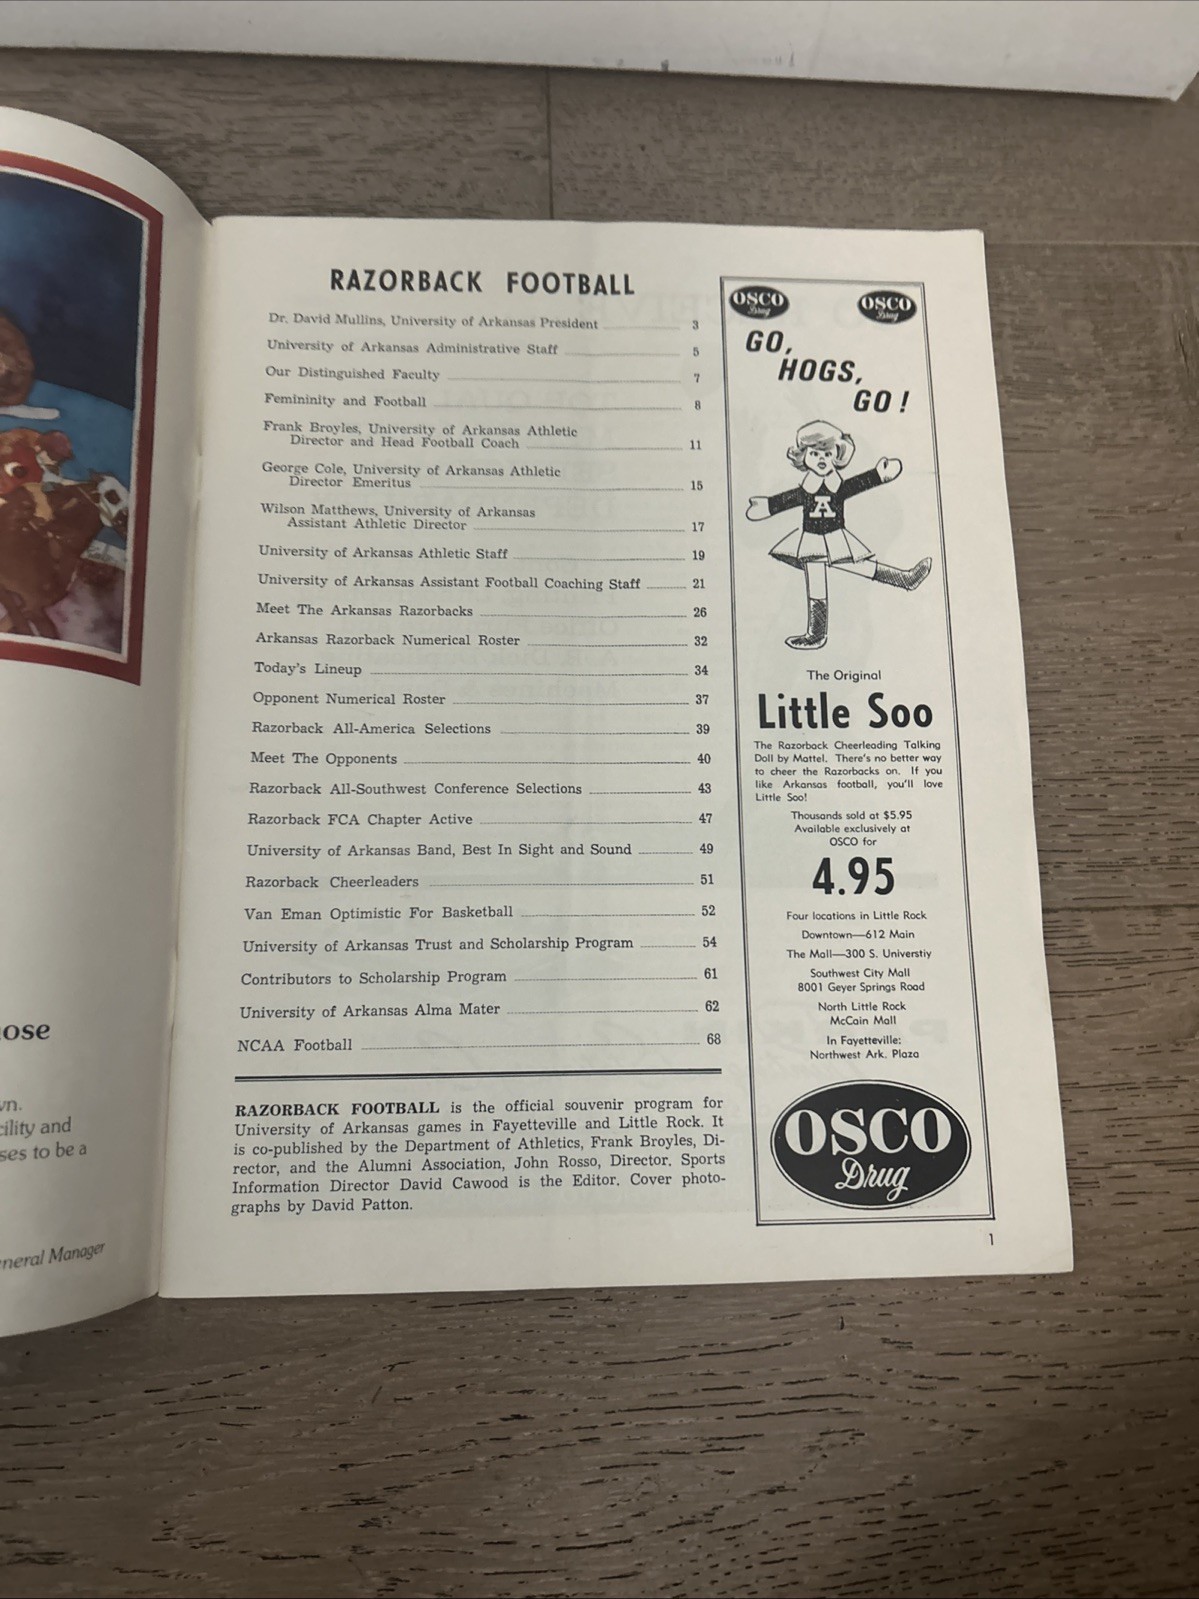 ose
wn.
cility and
ses to be a
neral Manager
RAZORBACK FOOTBALL
Dr. David Mullins, University of Arkansas President 3
University of Arkansas Administrative Staff 5
Our Distinguished Faculty 7
Femininity and Football 8
Frank Broyles, University of Arkansas Athletic
Director and Head Football Coach 11
George Cole, University of Arkansas Athletic
Director Emeritus 15
Wilson Matthews, University of Arkansas
Assistant Athletic Director 17
University of Arkansas Athletic Staff 19
University of Arkansas Assistant Football Coaching Staff 21
Meet The Arkansas Razorbacks 26
Arkansas Razorback Numerical Roster 32
Today's Lineup 34
Opponent Numerical Roster 37
Razorback All-America Selections 39
Meet The Opponents 40
Razorback All-Southwest Conference Selections 43
Razorback FCA Chapter Active 47
University of Arkansas Band, Best In Sight and Sound 49
Razorback Cheerleaders 51
Van Eman Optimistic For Basketball 52
University of Arkansas Trust and Scholarship Program 54
Contributors to Scholarship Program 61
University of Arkansas Alma Mater 62
NCAA Football 68
RAZORBACK FOOTBALL is the official souvenir program for
University of Arkansas games in Fayetteville and Little Rock. It
is co-published by the Department of Athletics, Frank Broyles, Di-
rector, and the Alumni Association, John Rosso, Director. Sports
Information Director David Cawood is the Editor. Cover photo-
graphs by David Patton.
OSCO Drug OSCO Drug
GO,
HOGS,
GO!
A
The Original
Little Soo
The Razorback Cheerleading Talking
Doll by Mattel. There's no better way
to cheer the Razorbacks on. If you
like Arkansas football, you'll love
Little Soo!
Thousands sold at $5.95
Available exclusively at
OSCO for
4.95
Four locations in Little Rock
Downtown—612 Main
The Mall—300 S. Universtiy
Southwest City Mall
8001 Geyer Springs Road
North Little Rock
McCain Mall
In Fayetteville:
Northwest Ark. Plaza
OSCO
Drug
1